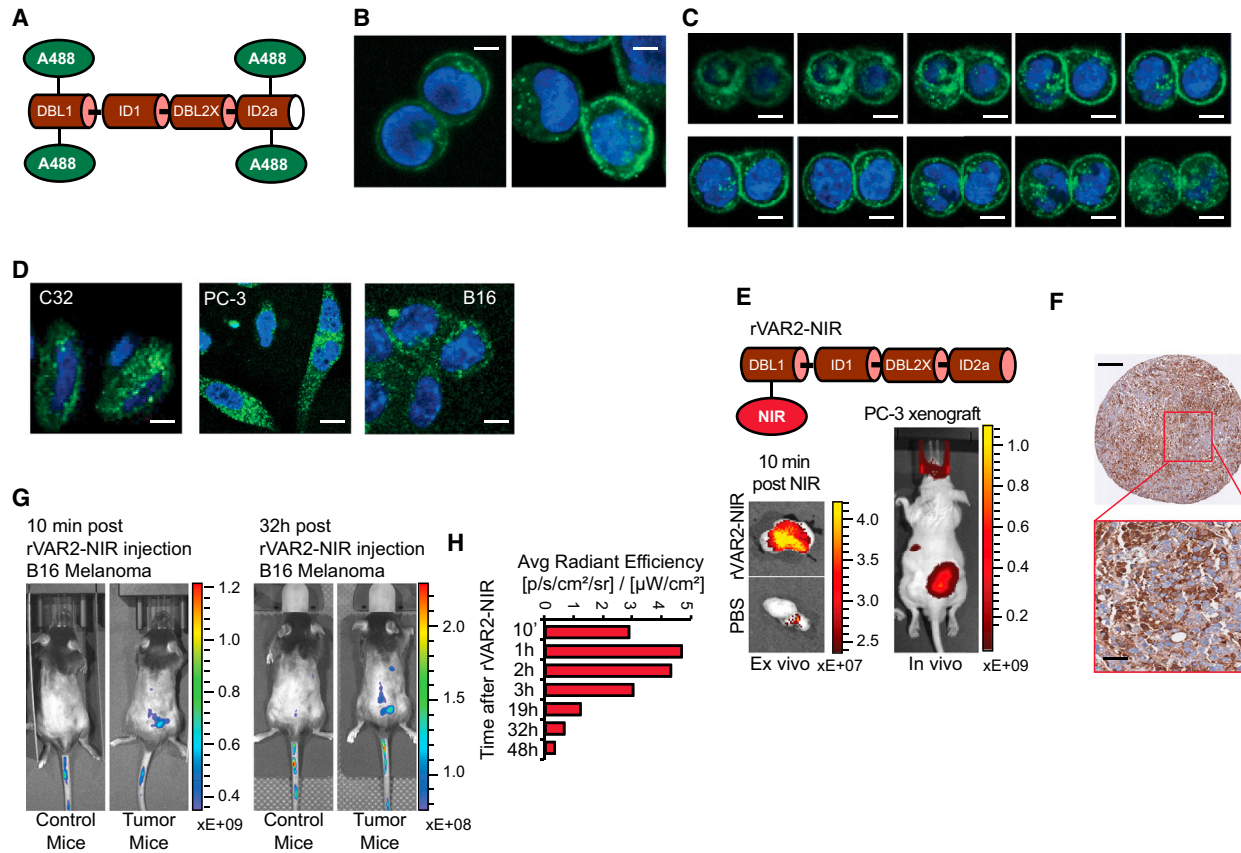 A
A488
A488
DBL1
ID1
DBL2X
ID2a
A488
A488
B
C
D
C32
PC-3
B16
E
rVAR2-NIR
DBL1
ID1
DBL2X
ID2a
NIR
PC-3 xenograft
10 min
post NIR
rVAR2-NIR
PBS
4.0
3.5
3.0
2.5
Ex vivo
xE+07
1.0
0.8
0.6
0.4
0.2
In vivo
xE+09
F
G
10 min post
rVAR2-NIR injection
B16 Melanoma
32h post
rVAR2-NIR injection
B16 Melanoma
1.2
1.0
0.8
0.6
0.4
xE+09
Control
Mice
Tumor
Mice
2.0
1.5
1.0
xE+08
Control
Mice
Tumor
Mice
H
Avg Radiant Efficiency
[p/s/cm²/sr] / [µW/cm²]
0 1 2 3 4 5
Time after rVAR2-NIR
10'
1h
2h
3h
19h
32h
48h